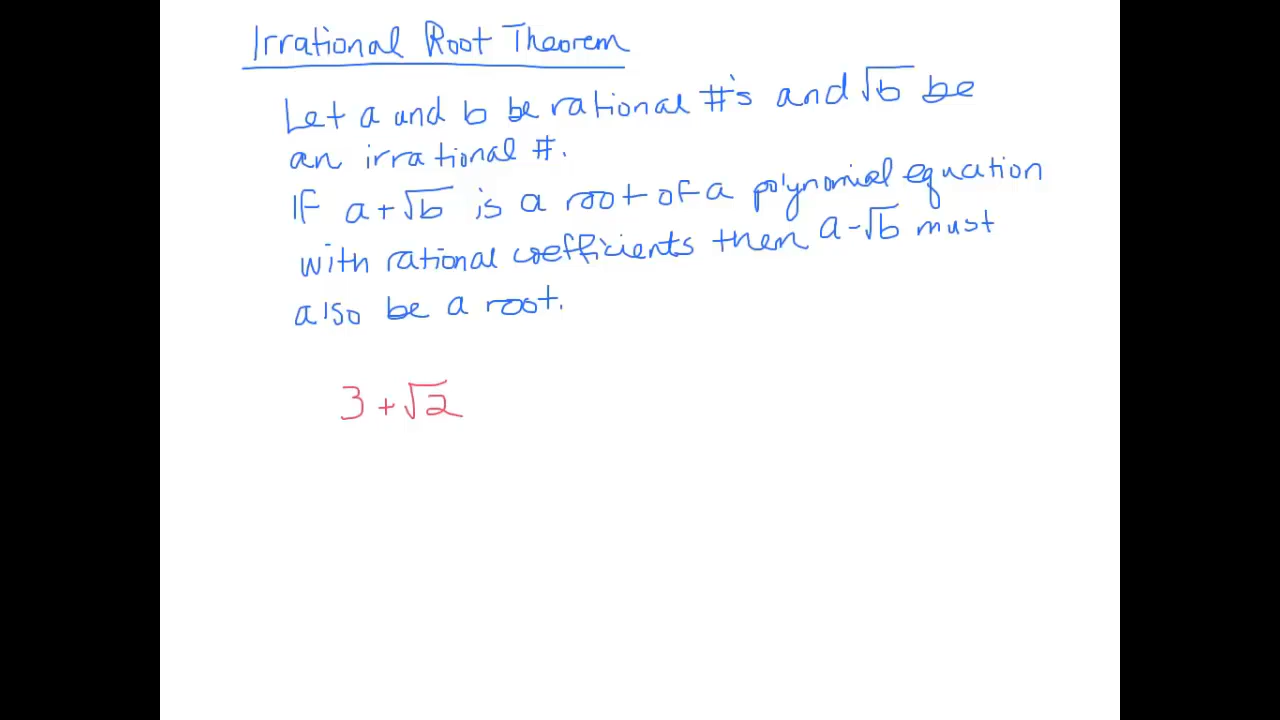 Irrational Root Theorem
Let a and b be rational #'s and √b be
an irrational #.
If a+√b is a root of a polynomial equation
with rational coefficients then a-√b must
also be a root.
3+√2